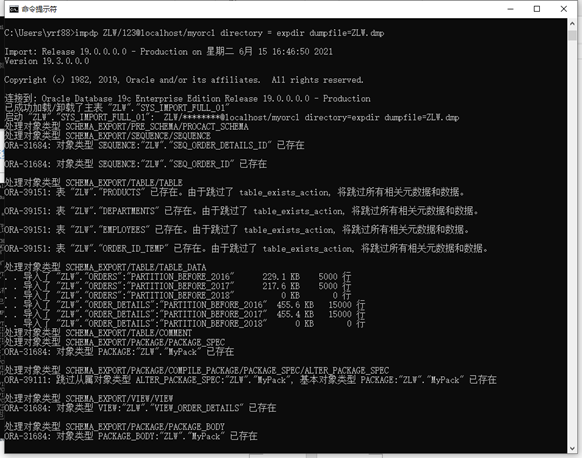 命令提示符
C:\Users\yrf88>impdp ZLW/123@localhost/myorcl directory = expdir dumpfile=ZLW.dmp
Import: Release 19.0.0.0.0 - Production on 星期二 6月 15 16:46:50 2021
Version 19.3.0.0.0
Copyright (c) 1982, 2019, Oracle and/or its affiliates.  All rights reserved.
连接到: Oracle Database 19c Enterprise Edition Release 19.0.0.0.0 - Production
已成功加载/卸载了主表 "ZLW"."SYS_IMPORT_FULL_01"
启动 "ZLW"."SYS_IMPORT_FULL_01":  ZLW/********@localhost/myorcl directory=expdir dumpfile=ZLW.dmp
处理对象类型 SCHEMA_EXPORT/PRE_SCHEMA/PROCACT_SCHEMA
处理对象类型 SCHEMA_EXPORT/SEQUENCE/SEQUENCE
ORA-31684: 对象类型 SEQUENCE:"ZLW"."SEQ_ORDER_DETAILS_ID" 已存在
ORA-31684: 对象类型 SEQUENCE:"ZLW"."SEQ_ORDER_ID" 已存在
处理对象类型 SCHEMA_EXPORT/TABLE/TABLE
ORA-39151: 表 "ZLW"."PRODUCTS" 已存在。由于跳过了 table_exists_action, 将跳过所有相关元数据和数据。
ORA-39151: 表 "ZLW"."DEPARTMENTS" 已存在。由于跳过了 table_exists_action, 将跳过所有相关元数据和数据。
ORA-39151: 表 "ZLW"."EMPLOYEES" 已存在。由于跳过了 table_exists_action, 将跳过所有相关元数据和数据。
ORA-39151: 表 "ZLW"."ORDER_ID_TEMP" 已存在。由于跳过了 table_exists_action, 将跳过所有相关元数据和数据。
处理对象类型 SCHEMA_EXPORT/TABLE/TABLE_DATA
. . 导入了 "ZLW"."ORDERS":"PARTITION_BEFORE_2016"      229.1 KB    5000 行
. . 导入了 "ZLW"."ORDERS":"PARTITION_BEFORE_2017"      217.6 KB    5000 行
. . 导入了 "ZLW"."ORDERS":"PARTITION_BEFORE_2018"          0 KB       0 行
. . 导入了 "ZLW"."ORDER_DETAILS":"PARTITION_BEFORE_2016"  455.6 KB   15000 行
. . 导入了 "ZLW"."ORDER_DETAILS":"PARTITION_BEFORE_2017"  455.4 KB   15000 行
. . 导入了 "ZLW"."ORDER_DETAILS":"PARTITION_BEFORE_2018"      0 KB       0 行
处理对象类型 SCHEMA_EXPORT/TABLE/COMMENT
处理对象类型 SCHEMA_EXPORT/PACKAGE/PACKAGE_SPEC
ORA-31684: 对象类型 PACKAGE:"ZLW"."MyPack" 已存在
处理对象类型 SCHEMA_EXPORT/PACKAGE/COMPILE_PACKAGE/PACKAGE_SPEC/ALTER_PACKAGE_SPEC
ORA-39111: 跳过从属对象类型 ALTER_PACKAGE_SPEC:"ZLW"."MyPack", 基本对象类型 PACKAGE:"ZLW"."MyPack" 已存在
处理对象类型 SCHEMA_EXPORT/VIEW/VIEW
ORA-31684: 对象类型 VIEW:"ZLW"."VIEW_ORDER_DETAILS" 已存在
处理对象类型 SCHEMA_EXPORT/PACKAGE/PACKAGE_BODY
ORA-31684: 对象类型 PACKAGE_BODY:"ZLW"."MyPack" 已存在